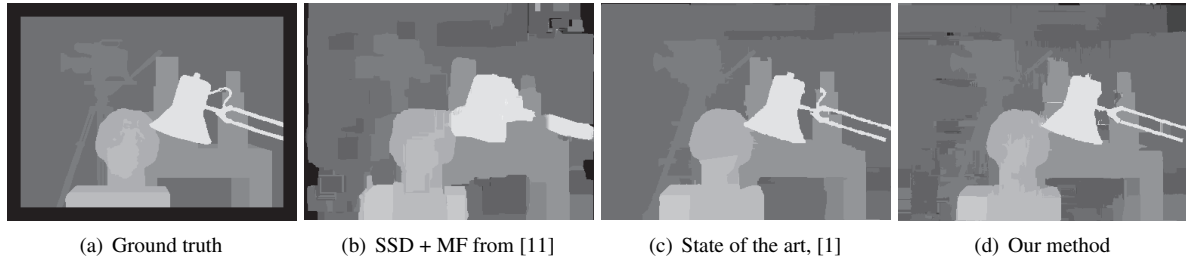 (a) Ground truth
(b) SSD + MF from [11]
(c) State of the art, [1]
(d) Our method